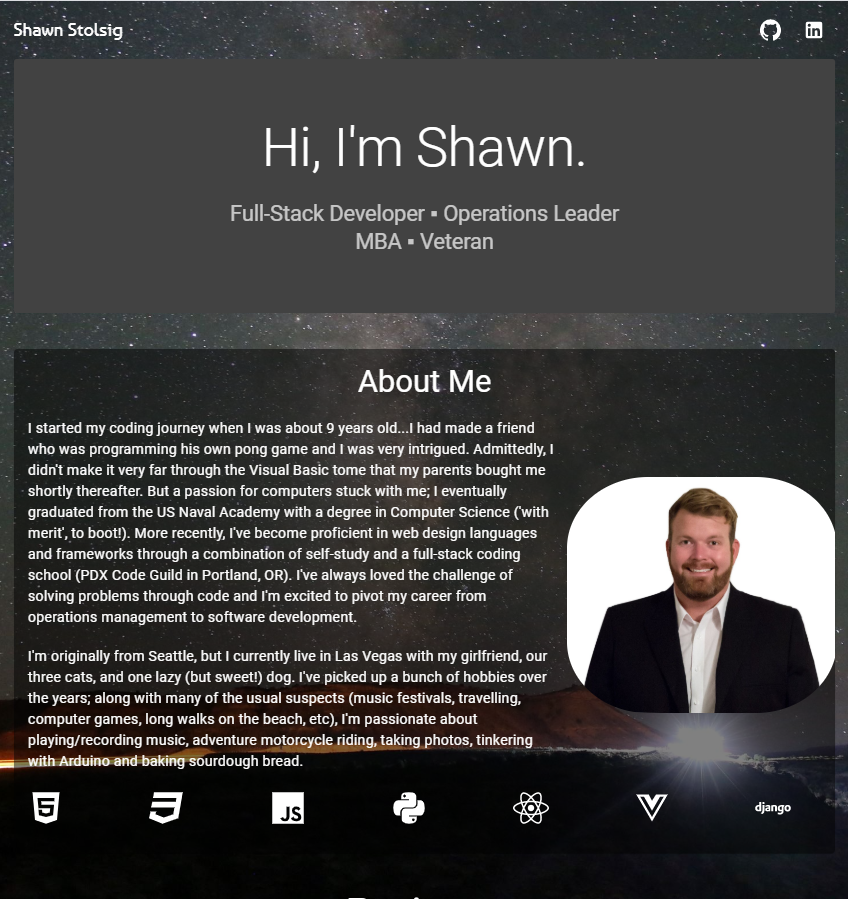 Shawn Stolsig
Hi, I'm Shawn.
Full-Stack Developer ▪ Operations Leader
MBA ▪ Veteran
About Me
I started my coding journey when I was about 9 years old...I had made a friend
who was programming his own pong game and I was very intrigued. Admittedly, I
didn't make it very far through the Visual Basic tome that my parents bought me
shortly thereafter. But a passion for computers stuck with me; I eventually
graduated from the US Naval Academy with a degree in Computer Science ('with
merit', to boot!). More recently, I've become proficient in web design languages
and frameworks through a combination of self-study and a full-stack coding
school (PDX Code Guild in Portland, OR). I've always loved the challenge of
solving problems through code and I'm excited to pivot my career from
operations management to software development.
I'm originally from Seattle, but I currently live in Las Vegas with my girlfriend, our
three cats, and one lazy (but sweet!) dog. I've picked up a bunch of hobbies over
the years; along with many of the usual suspects (music festivals, travelling,
computer games, long walks on the beach, etc), I'm passionate about
playing/recording music, adventure motorcycle riding, taking photos, tinkering
with Arduino and baking sourdough bread.
5 3 JS django